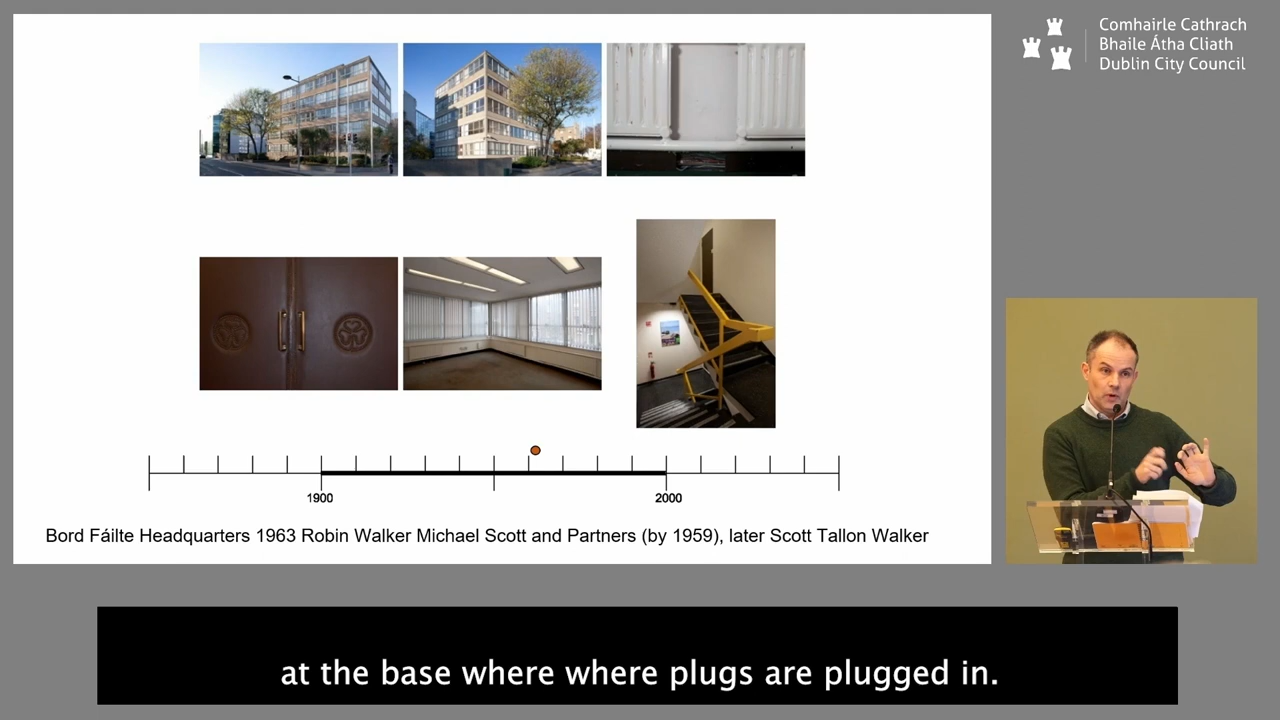 Comhairle Cathrach
Bhaile Átha Cliath
Dublin City Council
1900
2000
Bord Fáilte Headquarters 1963 Robin Walker Michael Scott and Partners (by 1959), later Scott Tallon Walker
at the base where where plugs are plugged in.